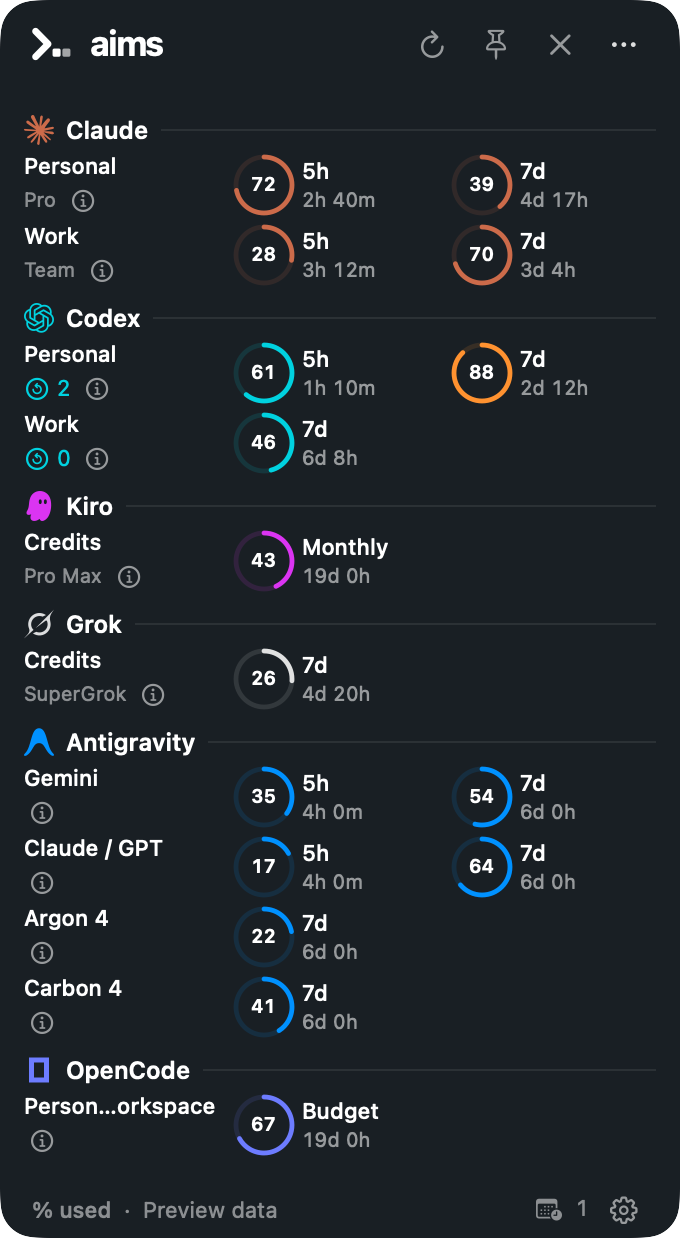 aims
Claude
Personal
72 5h 39 7d
Pro 2h 40m 4d 17h
Work
28 5h 70 7d
Team 3h 12m 3d 4h
Codex
Personal
61 5h 88 7d
2 1h 10m 2d 12h
Work
46 7d
0 6d 8h
Kiro
Credits
43 Monthly
Pro Max 19d 0h
Grok
Credits
26 7d
SuperGrok 4d 20h
Antigravity
Gemini
35 5h 54 7d
4h 0m 6d 0h
Claude / GPT
17 5h 64 7d
4h 0m 6d 0h
Argon 4
22 7d
6d 0h
Carbon 4
41 7d
6d 0h
OpenCode
Person...orkspace
67 Budget
19d 0h
% used · Preview data 1